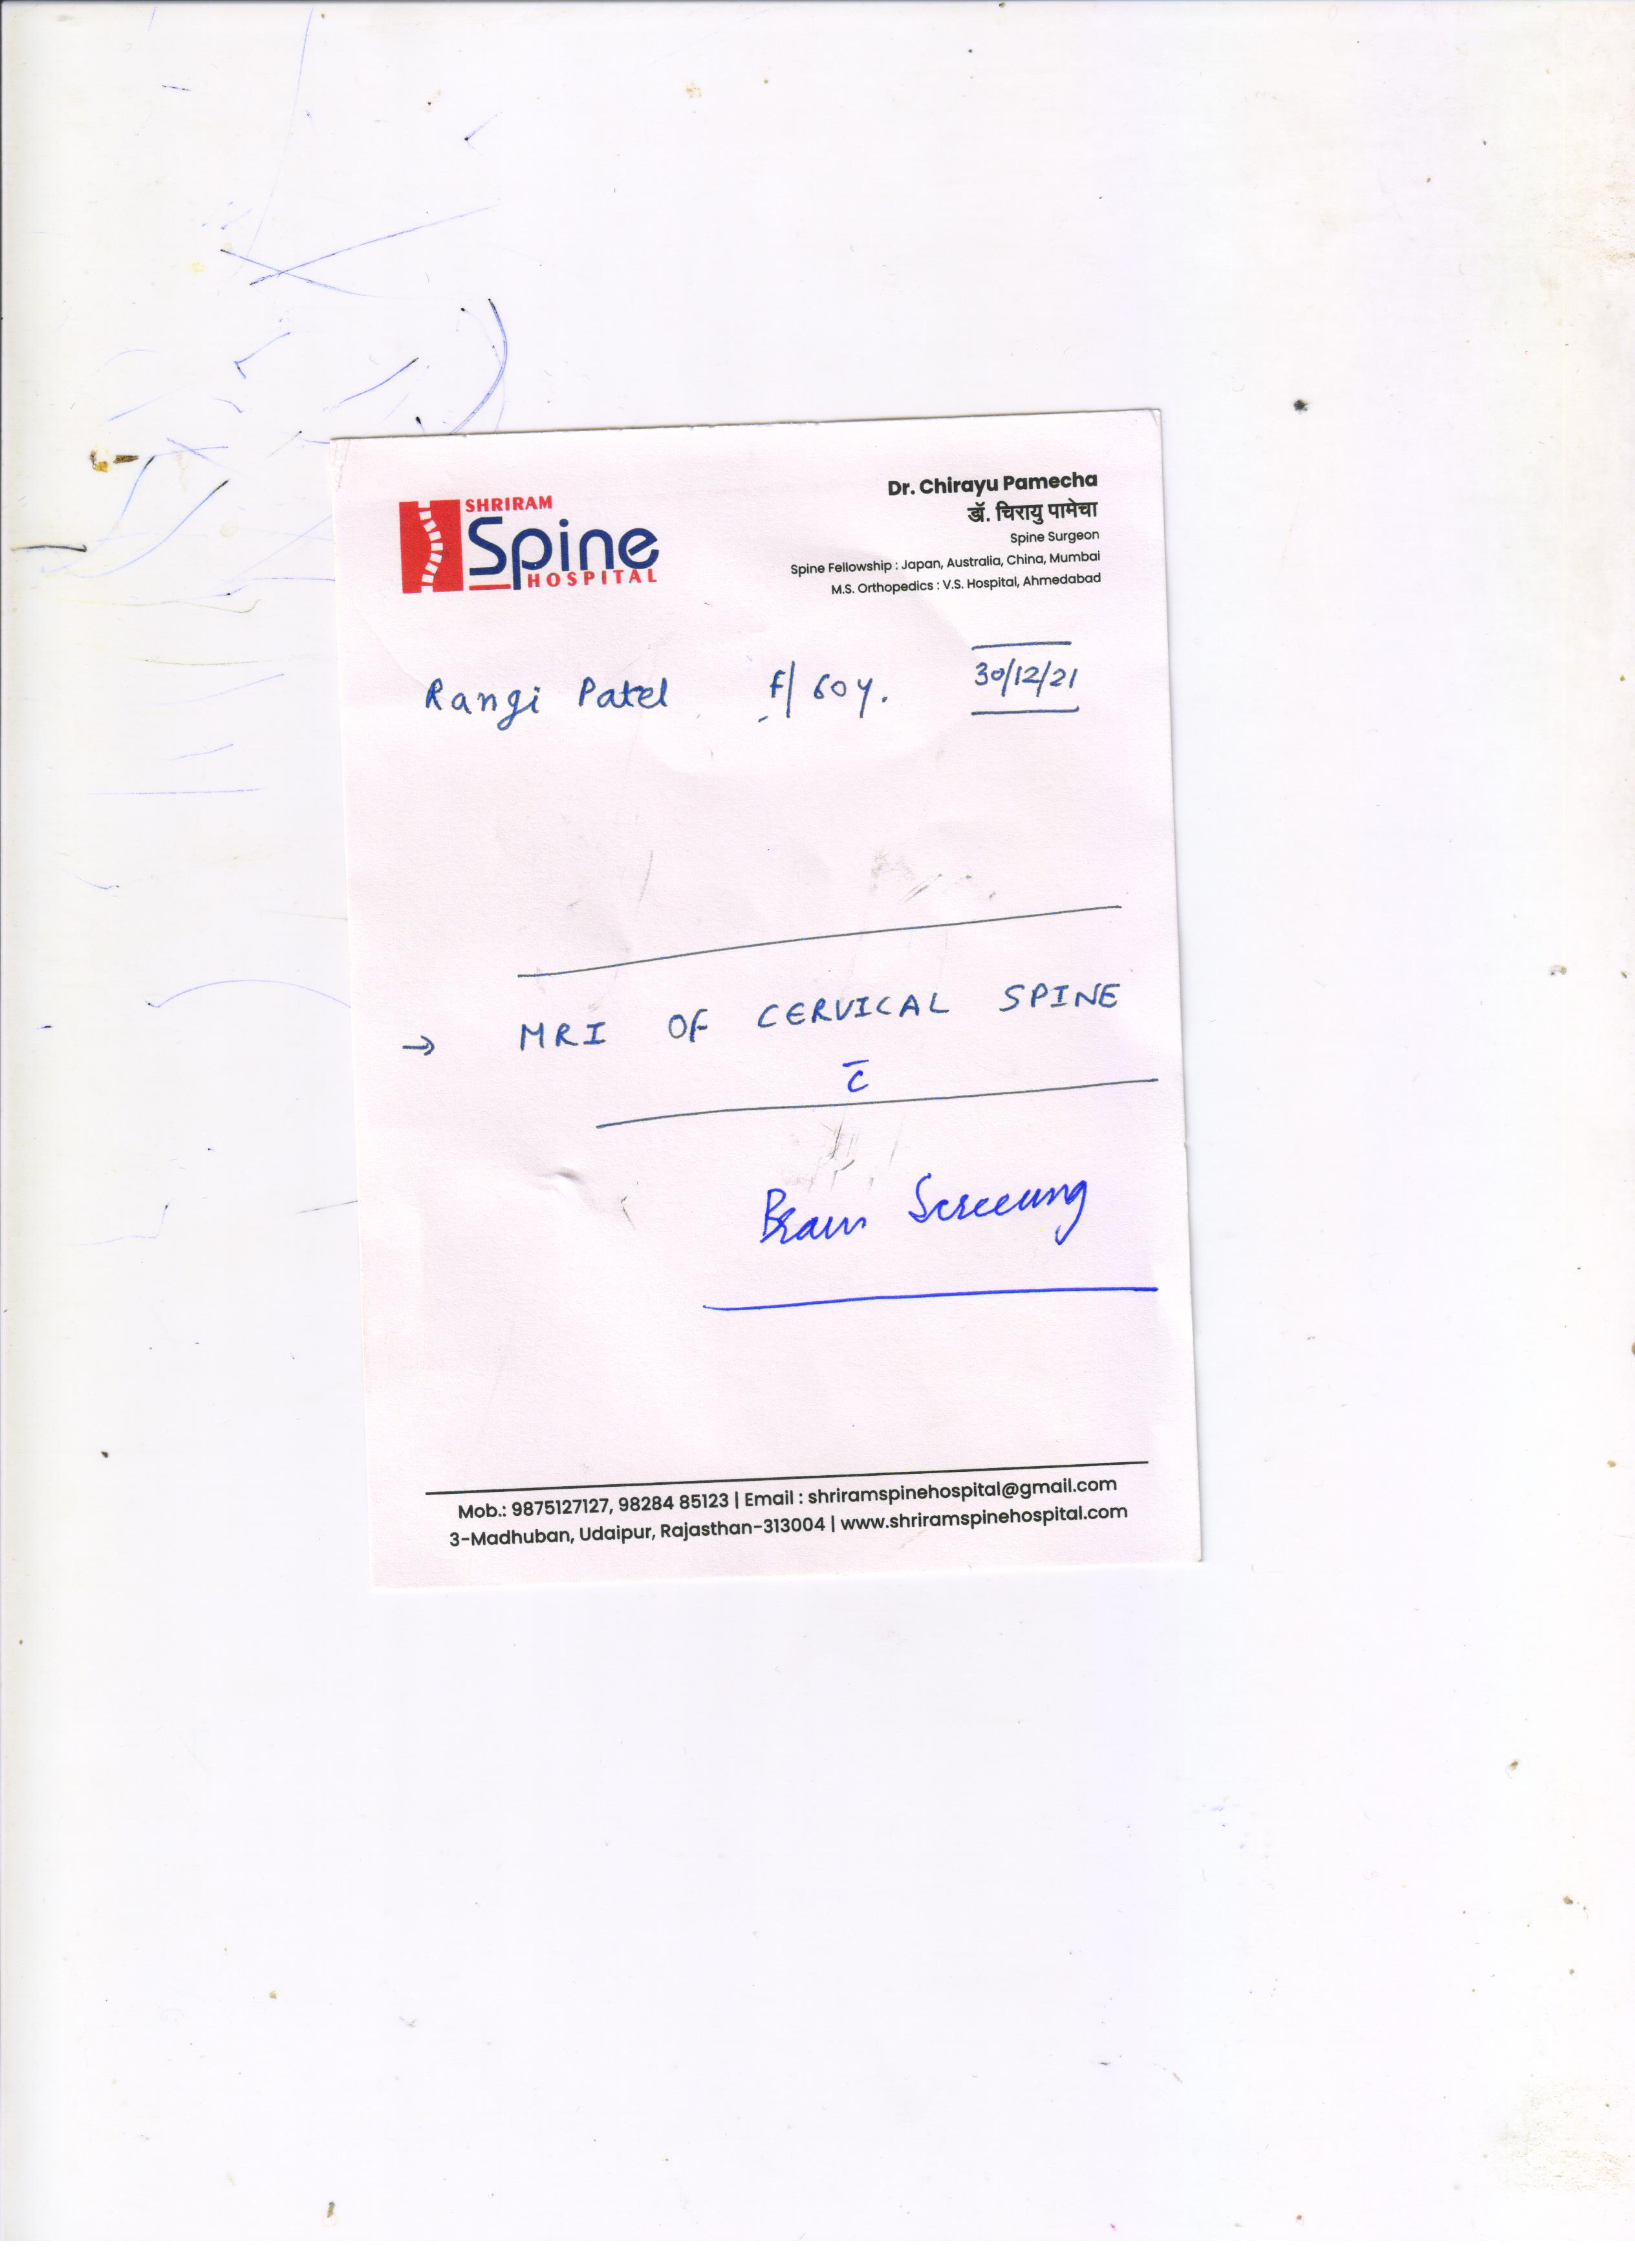 SHRIRAM
Spine
HOSPITAL
Dr. Chirayu Pamecha
डॉ. चिरायु पामेचा
Spine Surgeon
Spine Fellowship : Japan, Australia, China, Mumbai
M.S. Orthopedics : V.S. Hospital, Ahmedabad
Rangi Patel F/ 60y. 30/12/21
→ MRI OF CERVICAL SPINE
c̄
Brain Screening
Mob.: 9875127127, 98284 85123 | Email : shriramspinehospital@gmail.com
3-Madhuban, Udaipur, Rajasthan-313004 | www.shriramspinehospital.com